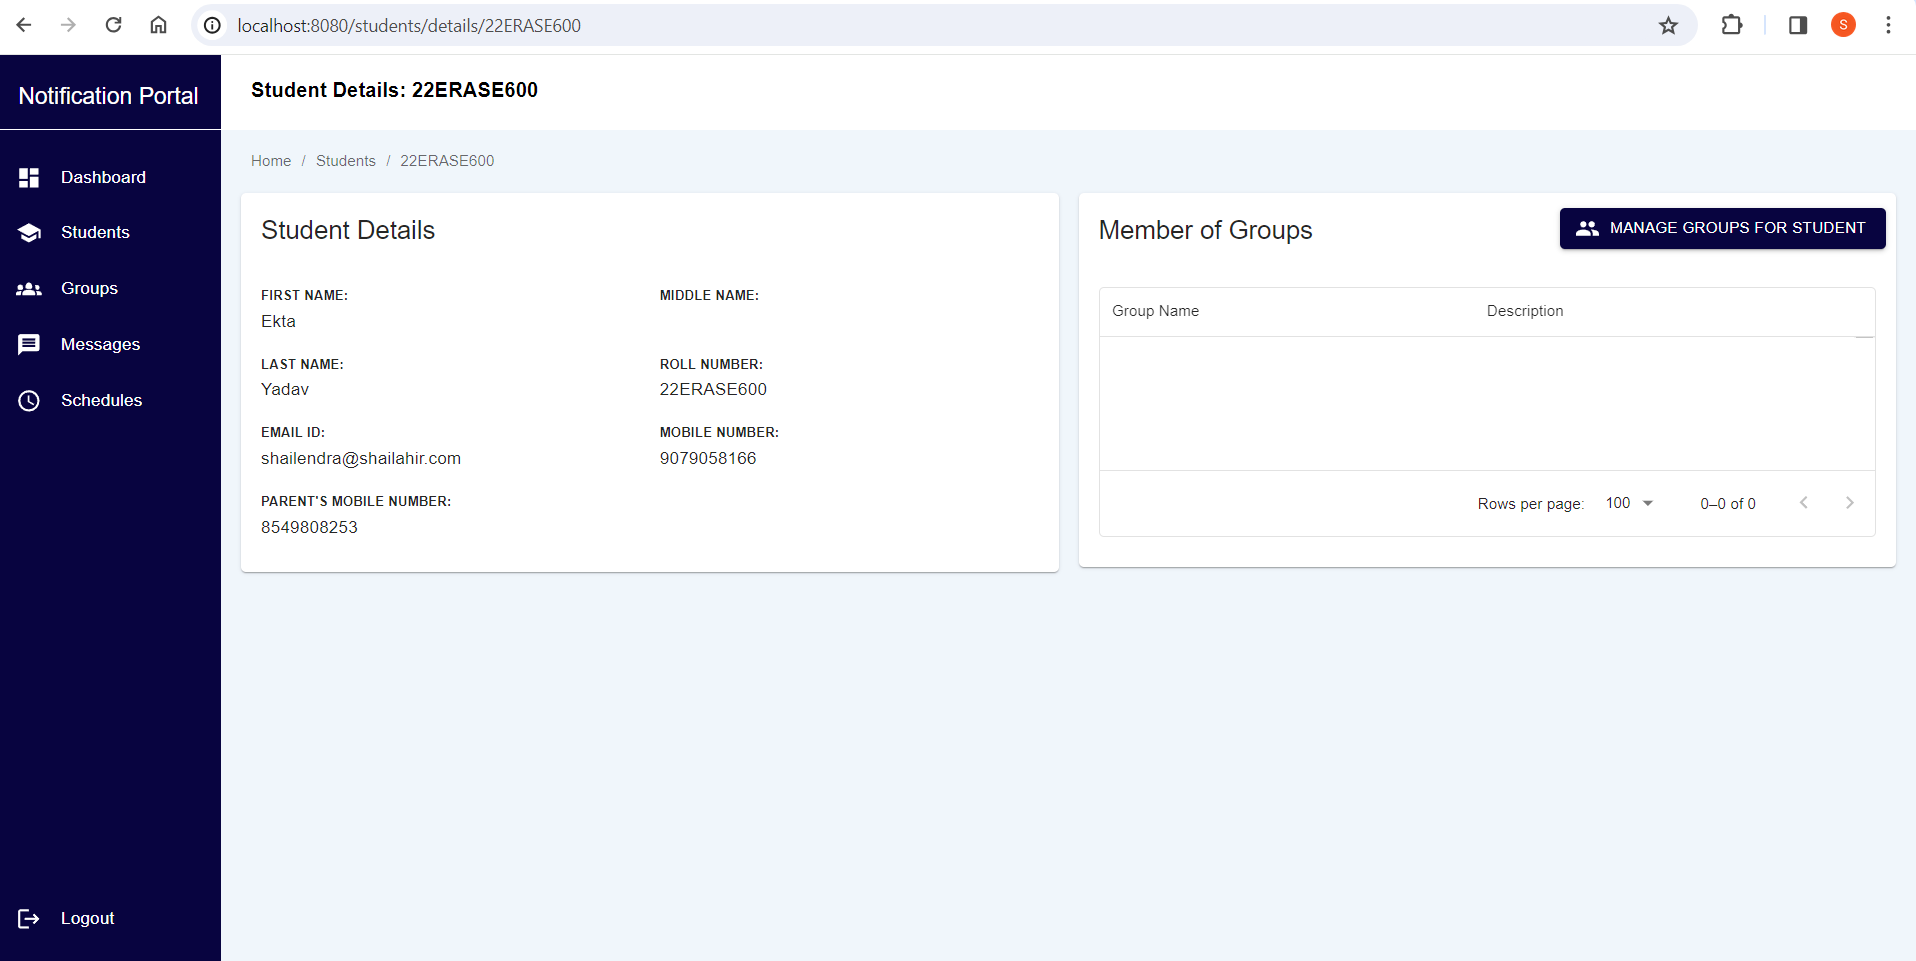 localhost:8080/students/details/22ERASE600
S
Notification Portal
Dashboard
Students
Groups
Messages
Schedules
Logout
Student Details: 22ERASE600
Home / Students / 22ERASE600
Student Details
FIRST NAME:
Ekta
MIDDLE NAME:
LAST NAME:
Yadav
ROLL NUMBER:
22ERASE600
EMAIL ID:
shailendra@shailahir.com
MOBILE NUMBER:
9079058166
PARENT'S MOBILE NUMBER:
8549808253
Member of Groups
MANAGE GROUPS FOR STUDENT
Group Name Description
Rows per page: 100 0–0 of 0